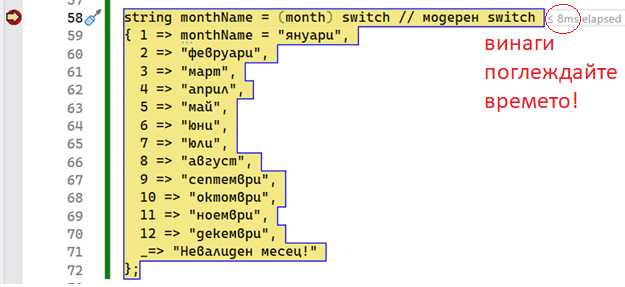 58 string monthName = (month) switch // модерен switch ≤ 8ms elapsed
59 { 1 => monthName = "януари",
60 2 => "февруари",
61 3 => "март",
62 4 => "април",
63 5 => "май",
64 6 => "юни",
65 7 => "юли",
66 8 => "август",
67 9 => "септември",
68 10 => "октомври",
69 11 => "ноември",
70 12 => "декември",
71 _=> "Невалиден месец!"
72 };
винаги
поглеждайте
времето!